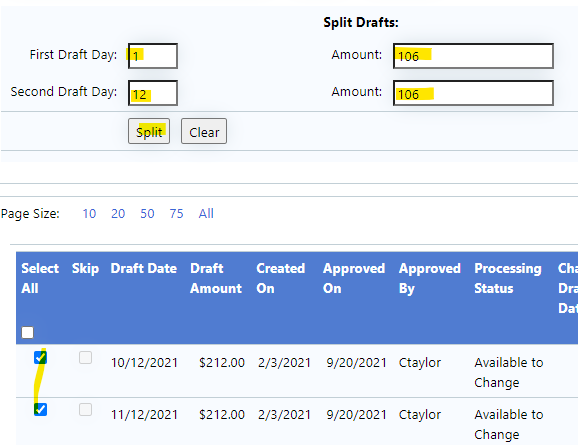 Split Drafts:
First Draft Day: 1 Amount: 106
Second Draft Day: 12 Amount: 106
Split Clear
Page Size: 10 20 50 75 All
Select Skip Draft Date Draft Created Approved Approved Processing Cha
All Amount On On By Status Dra
Dat
10/12/2021 $212.00 2/3/2021 9/20/2021 Ctaylor Available to
Change
11/12/2021 $212.00 2/3/2021 9/20/2021 Ctaylor Available to
Change